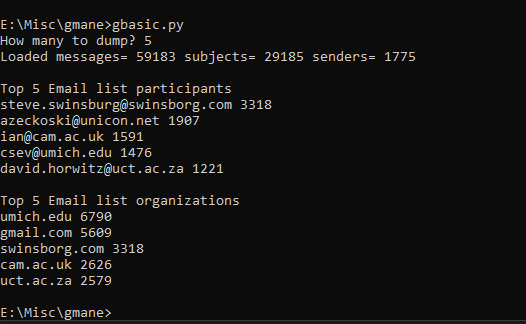 E:\Misc\gmane>gbasic.py
How many to dump? 5
Loaded messages= 59183 subjects= 29185 senders= 1775
Top 5 Email list participants
steve.swinsburg@swinsborg.com 3318
azeckoski@unicon.net 1907
ian@cam.ac.uk 1591
csev@umich.edu 1476
david.horwitz@uct.ac.za 1221
Top 5 Email list organizations
umich.edu 6790
gmail.com 5609
swinsborg.com 3318
cam.ac.uk 2626
uct.ac.za 2579
E:\Misc\gmane>